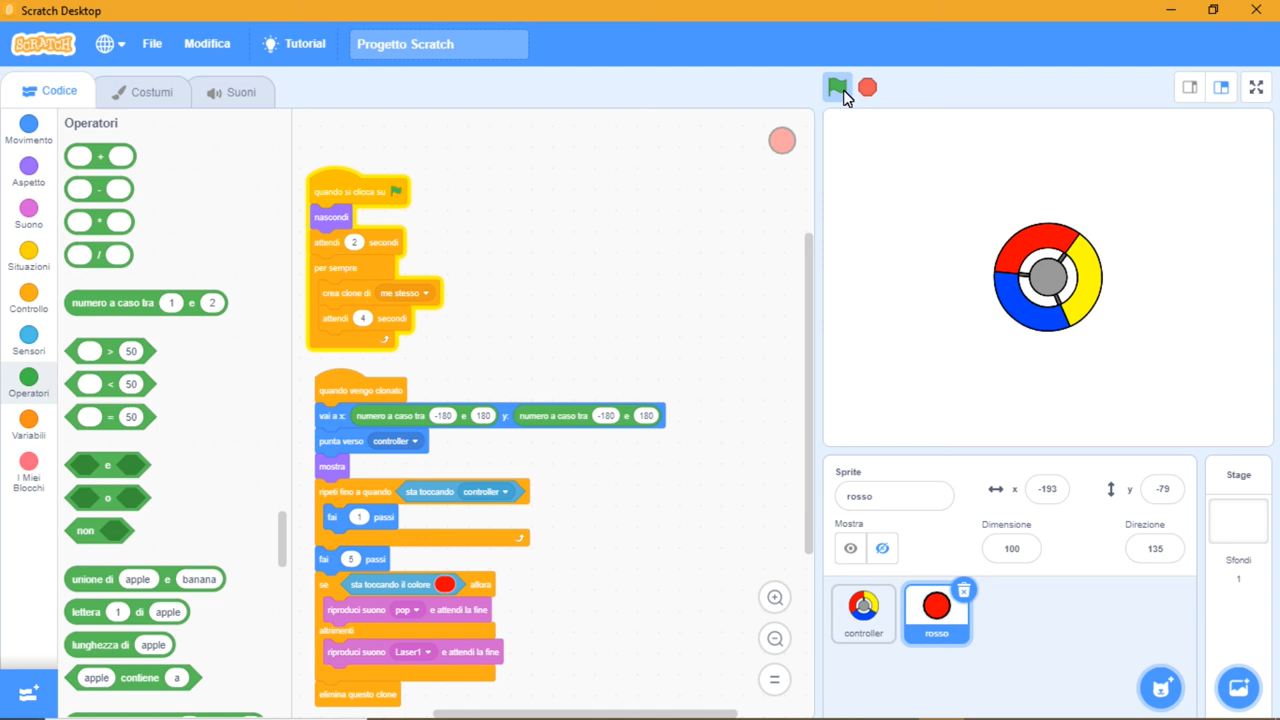 Scratch Desktop
SCRATCH File Modifica Tutorial Progetto Scratch
Codice Costumi Suoni
Movimento
Aspetto
Suono
Situazioni
Controllo
Sensori
Operatori
Variabili
I Miei
Blocchi
Operatori
+
-
*
/
numero a caso tra 1 e 2
> 50
< 50
= 50
e
o
non
unione di apple e banana
lettera 1 di apple
lunghezza di apple
apple contiene a
quando si clicca su
nascondi
attendi 2 secondi
per sempre
crea clone di me stesso
attendi 4 secondi
quando vengo clonato
vai a x: numero a caso tra -180 e 180 y: numero a caso tra -180 e 180
punta verso controller
mostra
ripeti fino a quando sta toccando controller
fai 1 passi
fai 5 passi
se sta toccando il colore allora
riproduci suono pop e attendi la fine
altrimenti
riproduci suono Laser1 e attendi la fine
elimina questo clone
Sprite
rosso x -193 y -79
Mostra Dimensione Direzione
100 135
controller rosso
Stage
Sfondi
1